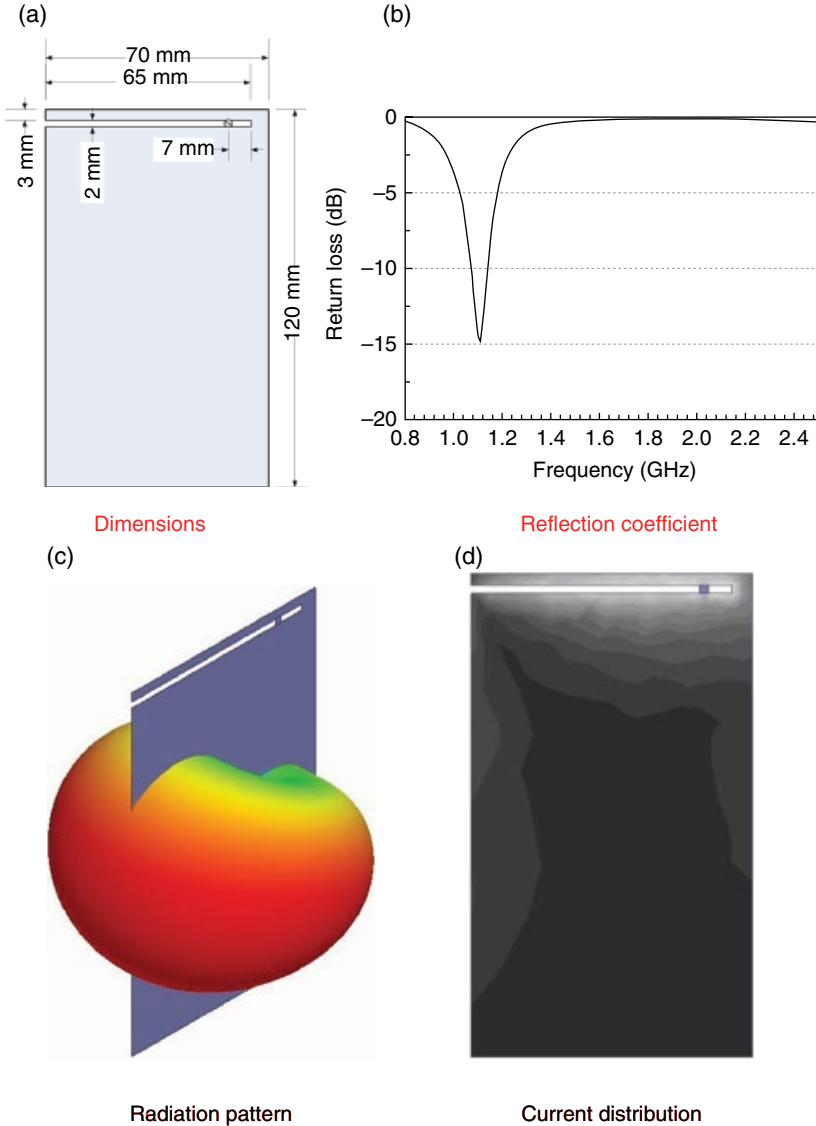 (a)
70 mm
65 mm
3 mm
2 mm
7 mm
120 mm
Dimensions
(b)
Return loss (dB)
0
−5
−10
−15
−20
0.8 1.0 1.2 1.4 1.6 1.8 2.0 2.2 2.4
Frequency (GHz)
Reflection coefficient
(c)
Radiation pattern
(d)
Current distribution